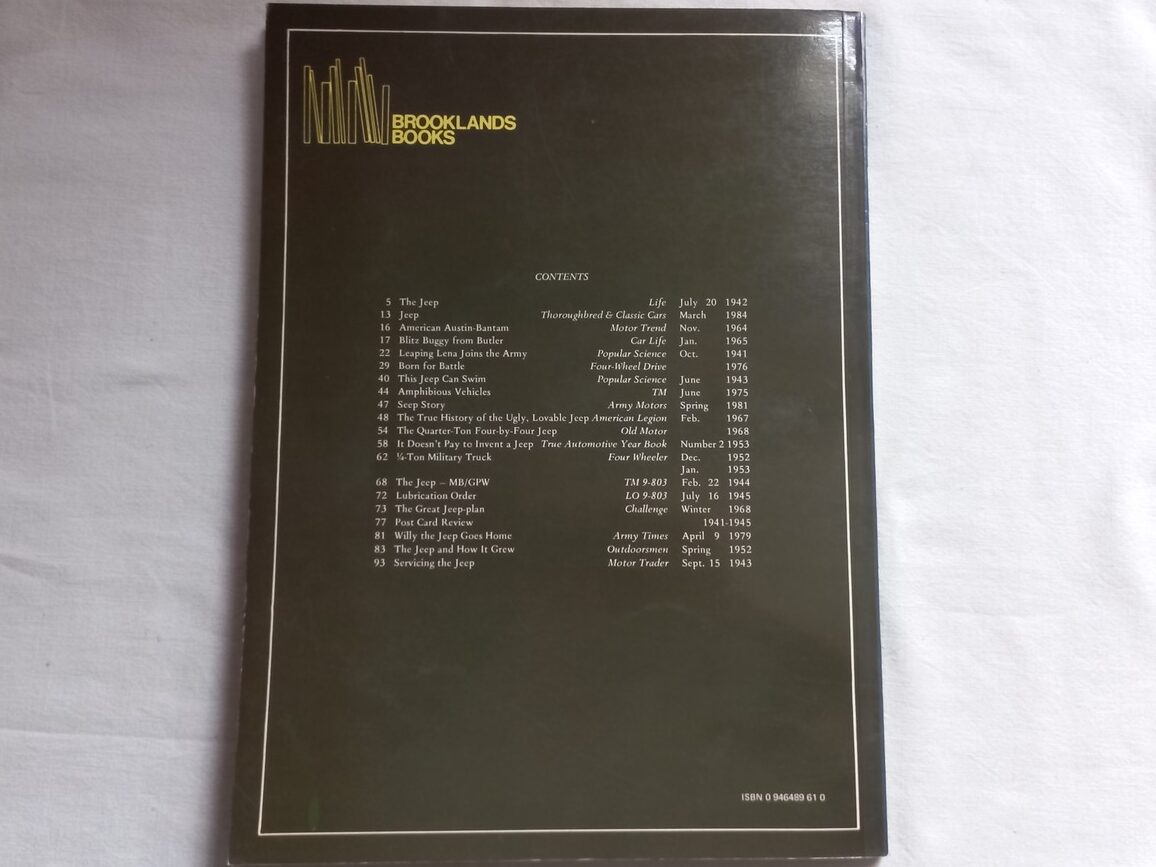 BROOKLANDS
BOOKS
CONTENTS
5 The Jeep Life July 20 1942
13 Jeep Thoroughbred & Classic Cars March 1984
16 American Austin-Bantam Motor Trend Nov. 1964
17 Blitz Buggy from Butler Car Life Jan. 1965
22 Leaping Lena Joins the Army Popular Science Oct. 1941
29 Born for Battle Four-Wheel Drive 1976
40 This Jeep Can Swim Popular Science June 1943
44 Amphibious Vehicles TM June 1975
47 Seep Story Army Motors Spring 1981
48 The True History of the Ugly, Lovable Jeep American Legion Feb. 1967
54 The Quarter-Ton Four-by-Four Jeep Old Motor 1968
58 It Doesn't Pay to Invent a Jeep True Automotive Year Book Number 2 1953
62 ¼-Ton Military Truck Four Wheeler Dec. 1952
Jan. 1953
68 The Jeep – MB/GPW TM 9-803 Feb. 22 1944
72 Lubrication Order LO 9-803 July 16 1945
73 The Great Jeep-plan Challenge Winter 1968
77 Post Card Review 1941-1945
81 Willy the Jeep Goes Home Army Times April 9 1979
83 The Jeep and How It Grew Outdoorsmen Spring 1952
93 Servicing the Jeep Motor Trader Sept. 15 1943
ISBN 0 946489 61 0